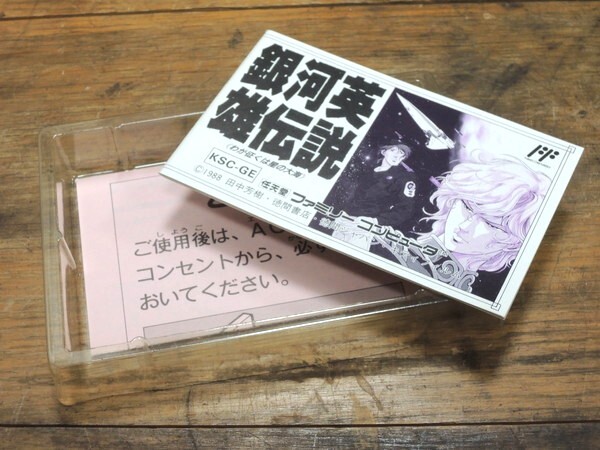 銀河英
雄伝説
(わが征くは星の大海)
KSC-GE
任天堂 ファミリーコンピュータ
©1988 田中芳樹・徳間書店・
ご使用後は、AC
コンセントから、必
おいてください。